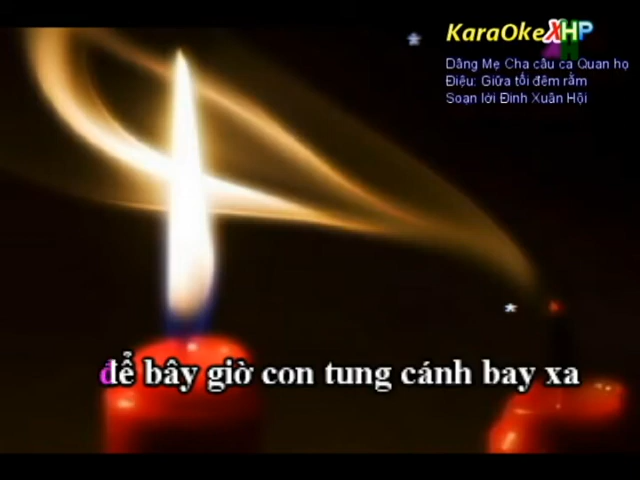 KaraOke XHP
Dâng Mẹ Cha câu ca Quan họ
Điệu: Giữa tối đêm rằm
Soạn lời Đinh Xuân Hội
để bây giờ con tung cánh bay xa